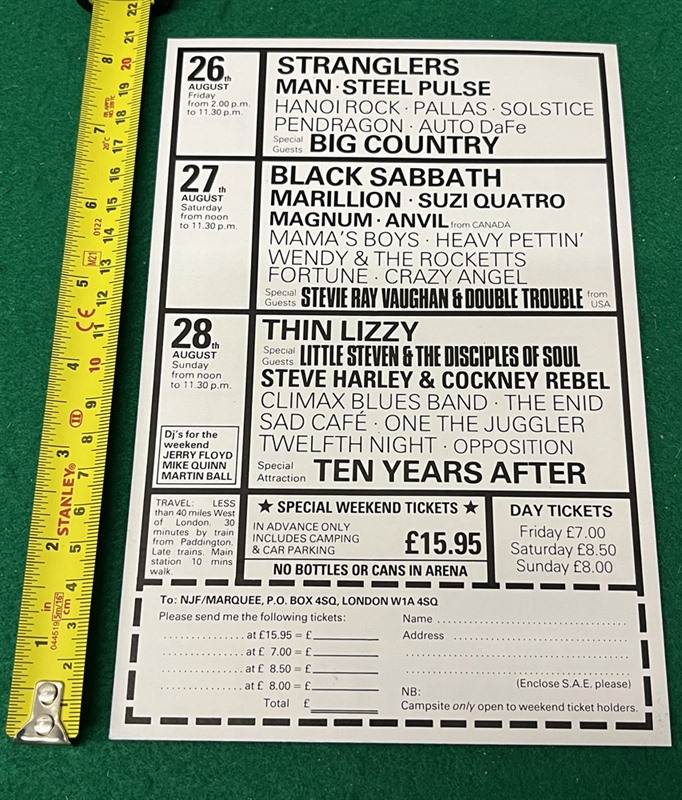 26th
AUGUST
Friday
from 2.00 p.m.
to 11.30 p.m.
STRANGLERS
MAN · STEEL PULSE
HANOI ROCK · PALLAS · SOLSTICE
PENDRAGON · AUTO DaFe
Special Guests BIG COUNTRY
27th
AUGUST
Saturday
from noon
to 11.30 p.m.
BLACK SABBATH
MARILLION · SUZI QUATRO
MAGNUM · ANVIL from CANADA
MAMA'S BOYS · HEAVY PETTIN'
WENDY & THE ROCKETTS
FORTUNE · CRAZY ANGEL
Special Guests STEVIE RAY VAUGHAN & DOUBLE TROUBLE from USA
28th
AUGUST
Sunday
from noon
to 11.30 p.m.
THIN LIZZY
Special Guests LITTLE STEVEN & THE DISCIPLES OF SOUL
STEVE HARLEY & COCKNEY REBEL
CLIMAX BLUES BAND · THE ENID
SAD CAFÉ · ONE THE JUGGLER
TWELFTH NIGHT · OPPOSITION
Special Attraction TEN YEARS AFTER
Dj's for the
weekend
JERRY FLOYD
MIKE QUINN
MARTIN BALL
TRAVEL: LESS
than 40 miles West
of London. 30
minutes by train
from Paddington.
Late trains. Main
station 10 mins
walk.
★ SPECIAL WEEKEND TICKETS ★
IN ADVANCE ONLY
INCLUDES CAMPING
& CAR PARKING
£15.95
NO BOTTLES OR CANS IN ARENA
DAY TICKETS
Friday £7.00
Saturday £8.50
Sunday £8.00
To: NJF/MARQUEE, P.O. BOX 4SQ, LONDON W1A 4SQ
Please send me the following tickets:
at £15.95 = £
at £ 7.00 = £
at £ 8.50 = £
at £ 8.00 = £
Total £
Name
Address
(Enclose S.A.E. please)
NB:
Campsite only open to weekend ticket holders.
STANLEY®